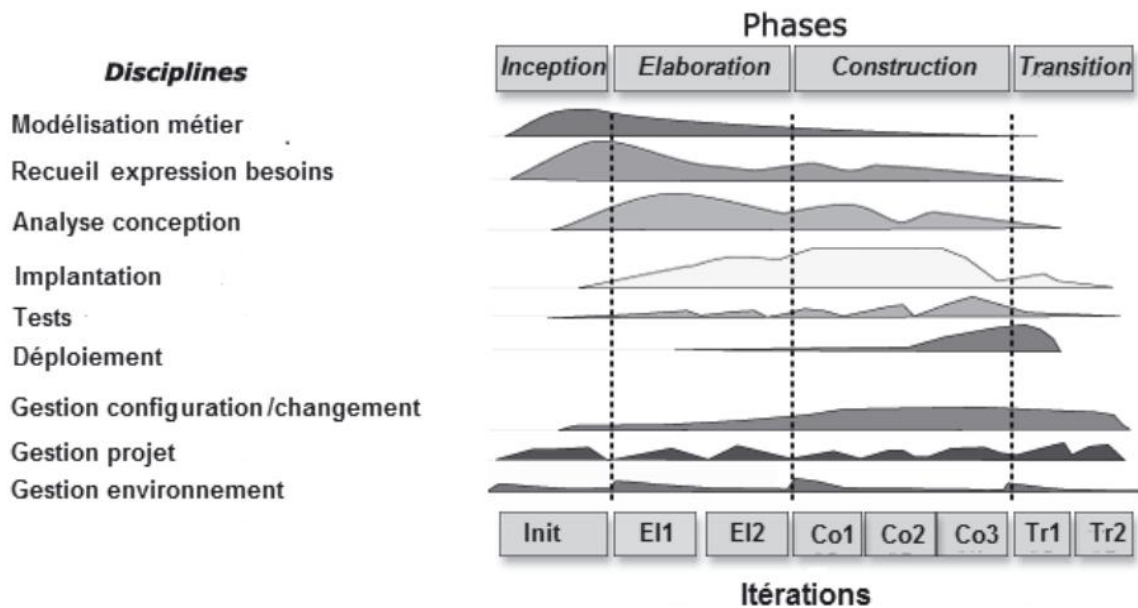 Phases
Disciplines
Inception Elaboration Construction Transition
Modélisation métier
Recueil expression besoins
Analyse conception
Implantation
Tests
Déploiement
Gestion configuration/changement
Gestion projet
Gestion environnement
Init El1 El2 Co1 Co2 Co3 Tr1 Tr2
Itérations